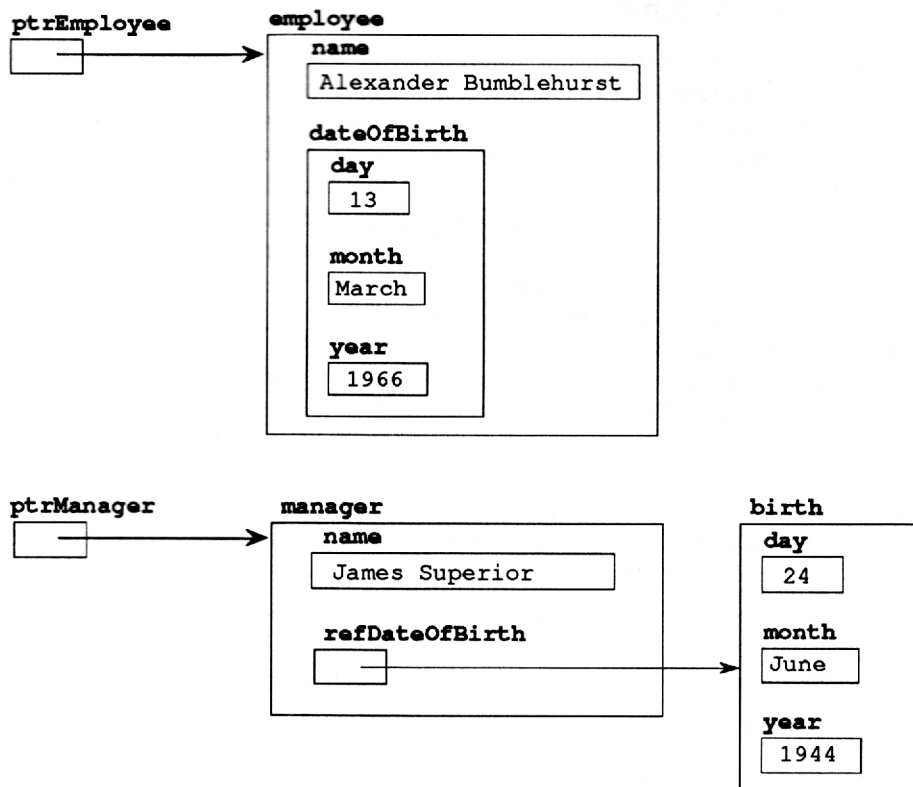 ptrEmployee
employee
name
Alexander Bumblehurst
dateOfBirth
day
13
month
March
year
1966
ptrManager
manager
name
James Superior
refDateOfBirth
birth
day
24
month
June
year
1944